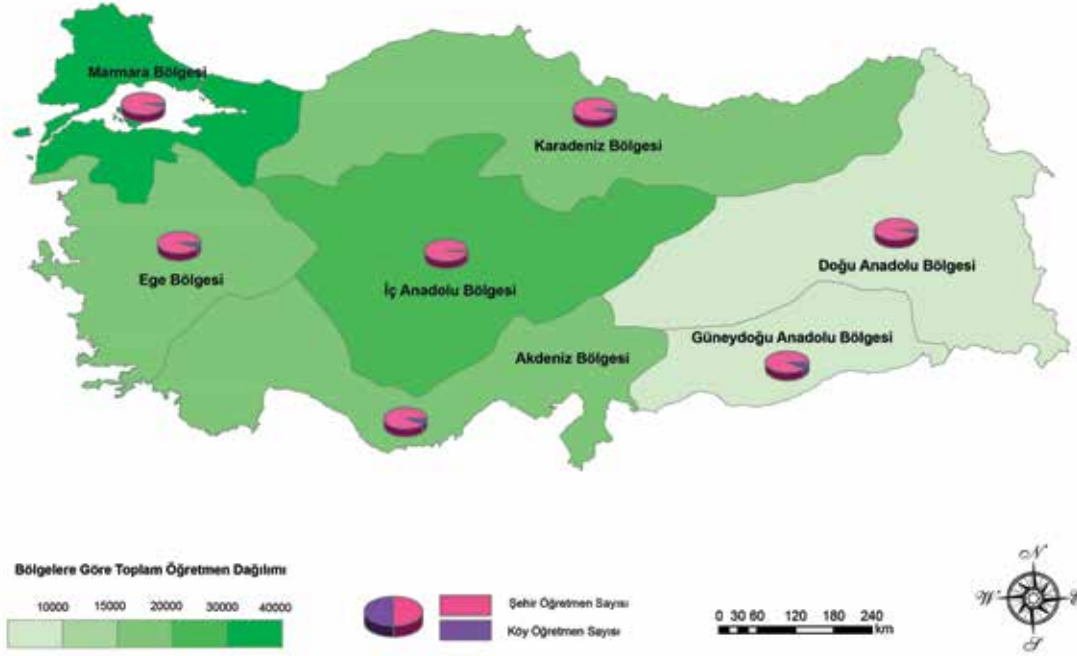 Marmara Bölgesi
Karadeniz Bölgesi
Ege Bölgesi
İç Anadolu Bölgesi
Doğu Anadolu Bölgesi
Güneydoğu Anadolu Bölgesi
Akdeniz Bölgesi
Bölgelere Göre Toplam Öğretmen Dağılımı
10000 15000 20000 30000 40000
Şehir Öğretmen Sayısı
Köy Öğretmen Sayısı
0 30 60 120 180 240
km
N
W E
S